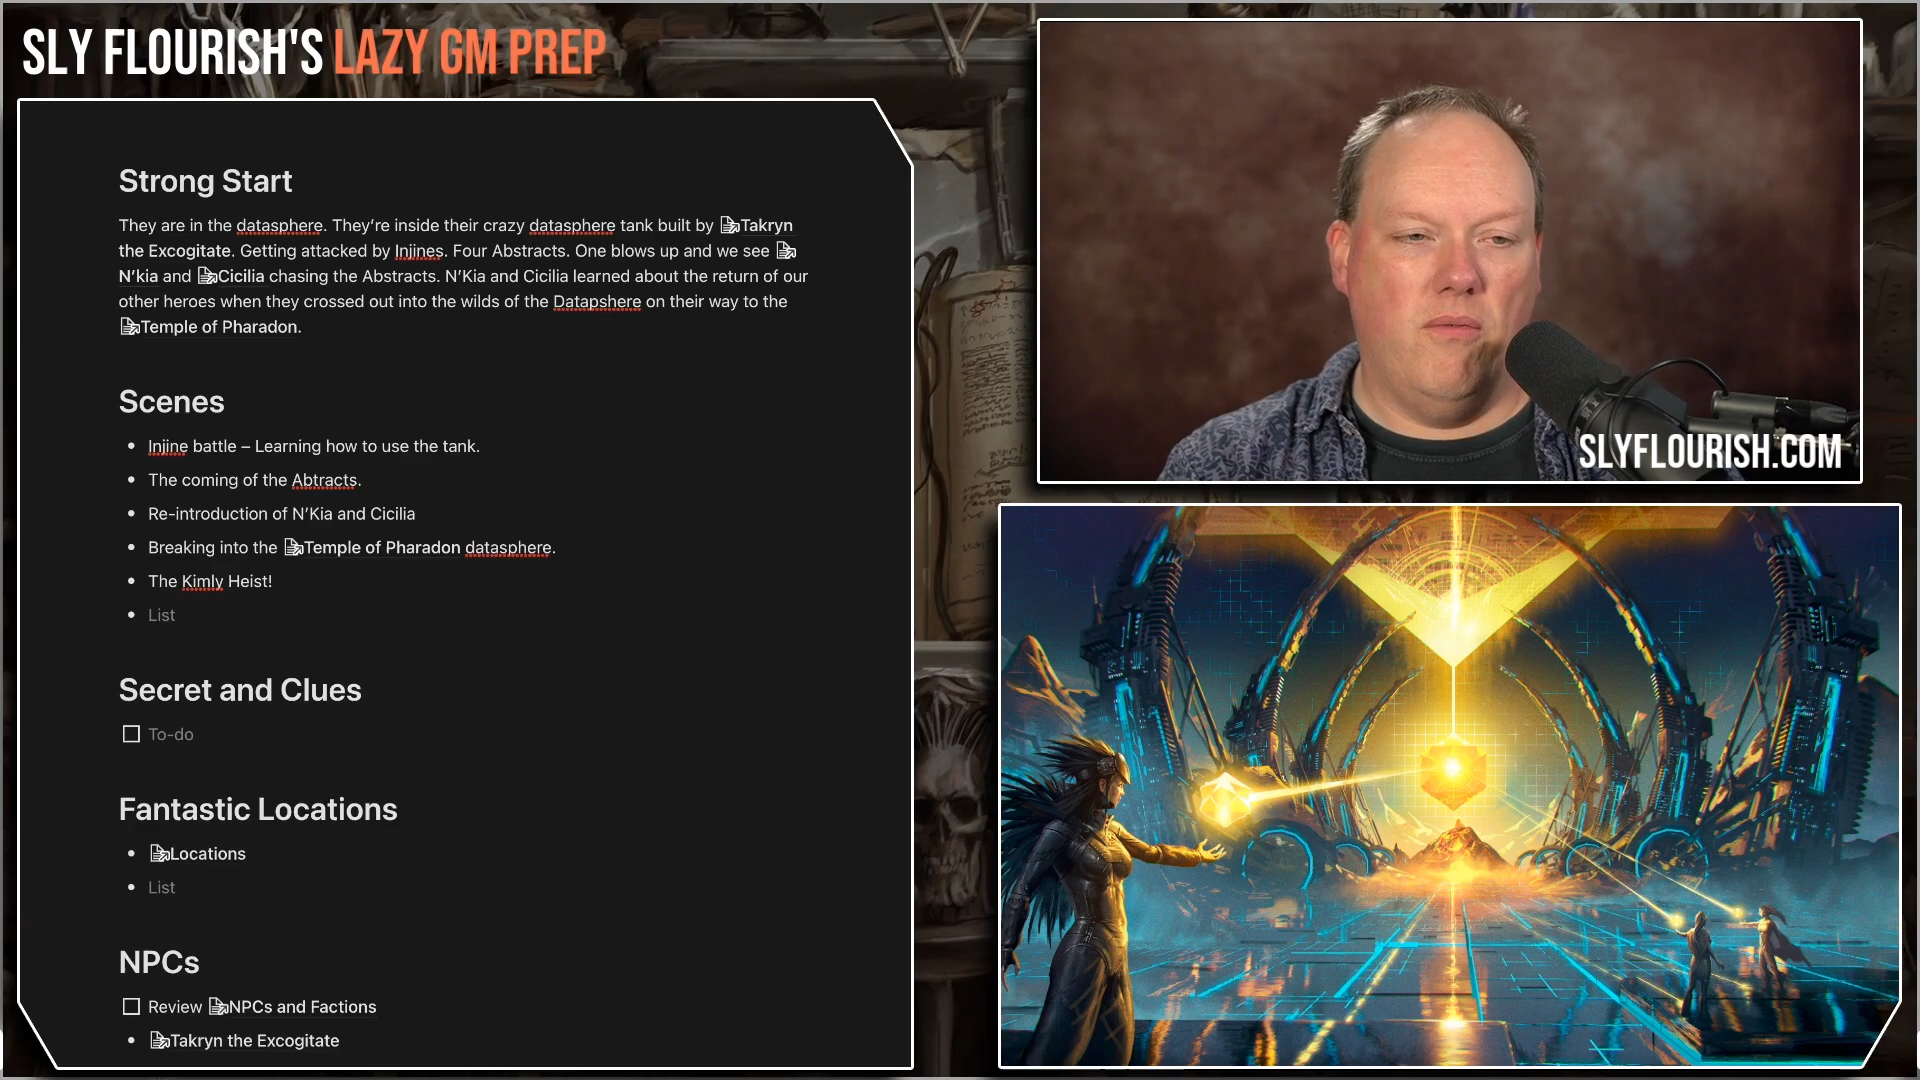 SLY FLOURISH'S LAZY GM PREP
Strong Start
They are in the datasphere. They're inside their crazy datasphere tank built by Takryn
the Excogitate. Getting attacked by Injines. Four Abstracts. One blows up and we see
N'kia and Cicilia chasing the Abstracts. N'Kia and Cicilia learned about the return of our
other heroes when they crossed out into the wilds of the Datapshere on their way to the
Temple of Pharadon.
Scenes
• Injine battle – Learning how to use the tank.
• The coming of the Abtracts.
• Re-introduction of N'Kia and Cicilia
• Breaking into the Temple of Pharadon datasphere.
• The Kimly Heist!
• List
Secret and Clues
To-do
Fantastic Locations
• Locations
• List
NPCs
Review NPCs and Factions
• Takryn the Excogitate
SLYFLOURISH.COM